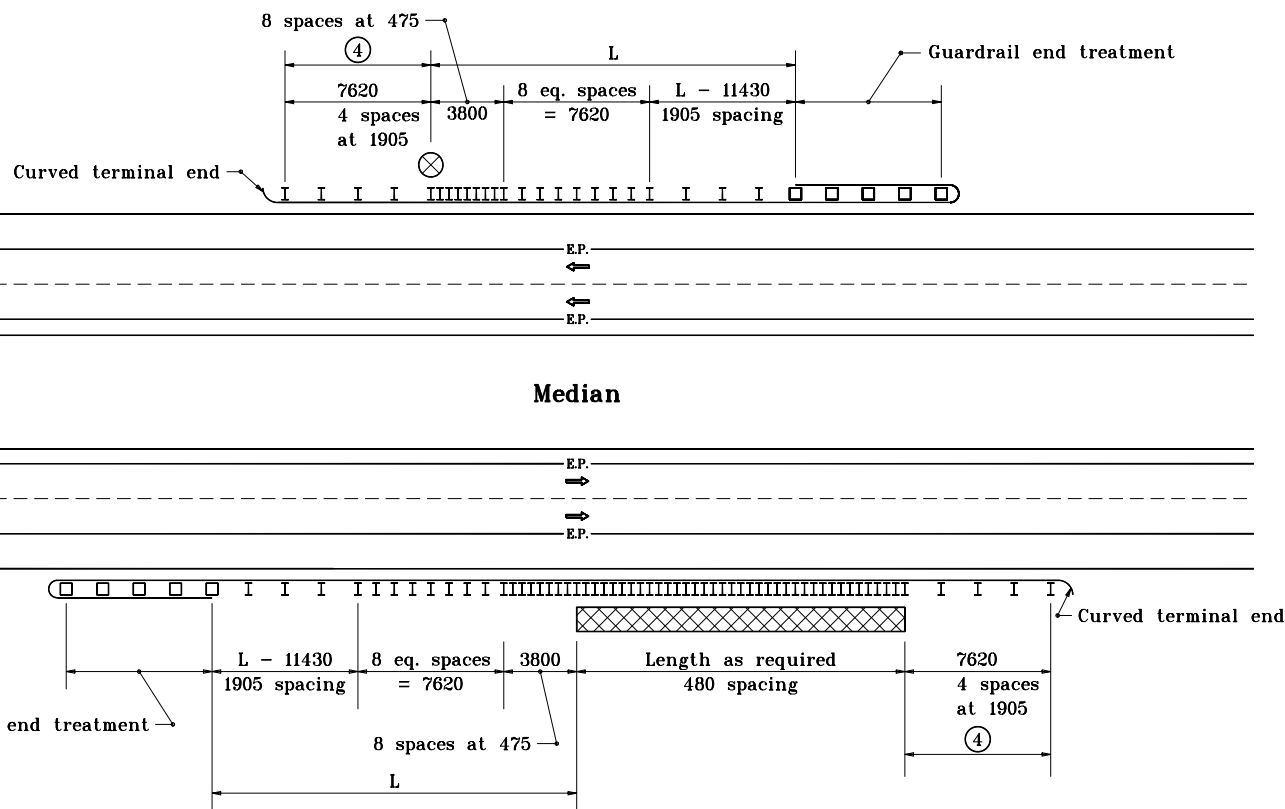 8 spaces at 475
4
L
Guardrail end treatment
7620
4 spaces
at 1905
3800
8 eq. spaces
= 7620
L - 11430
1905 spacing
Curved terminal end
E.P.
E.P.
Median
E.P.
E.P.
Curved terminal end
L - 11430
1905 spacing
8 eq. spaces
= 7620
3800
Length as required
480 spacing
7620
4 spaces
at 1905
end treatment
8 spaces at 475
4
L